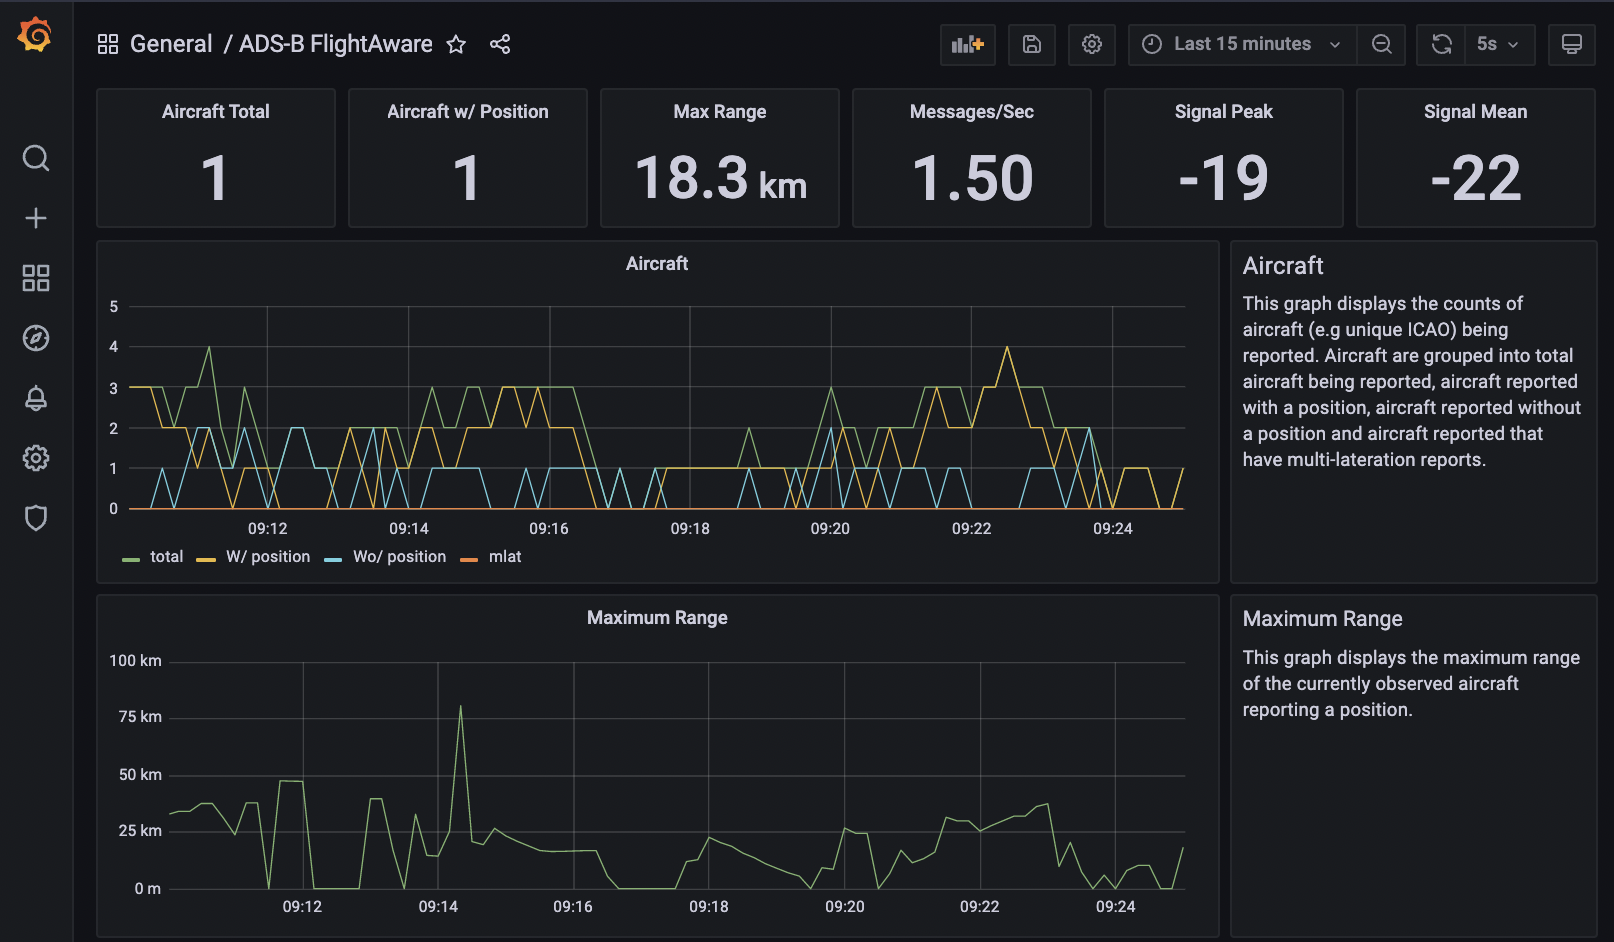 General / ADS-B FlightAware
Last 15 minutes
5s
Aircraft Total
1
Aircraft w/ Position
1
Max Range
18.3 km
Messages/Sec
1.50
Signal Peak
-19
Signal Mean
-22
Aircraft
5
4
3
2
1
0
09:12 09:14 09:16 09:18 09:20 09:22 09:24
total W/ position Wo/ position mlat
Aircraft
This graph displays the counts of
aircraft (e.g unique ICAO) being
reported. Aircraft are grouped into total
aircraft being reported, aircraft reported
with a position, aircraft reported without
a position and aircraft reported that
have multi-lateration reports.
Maximum Range
100 km
75 km
50 km
25 km
0 m
09:12 09:14 09:16 09:18 09:20 09:22 09:24
Maximum Range
This graph displays the maximum range
of the currently observed aircraft
reporting a position.